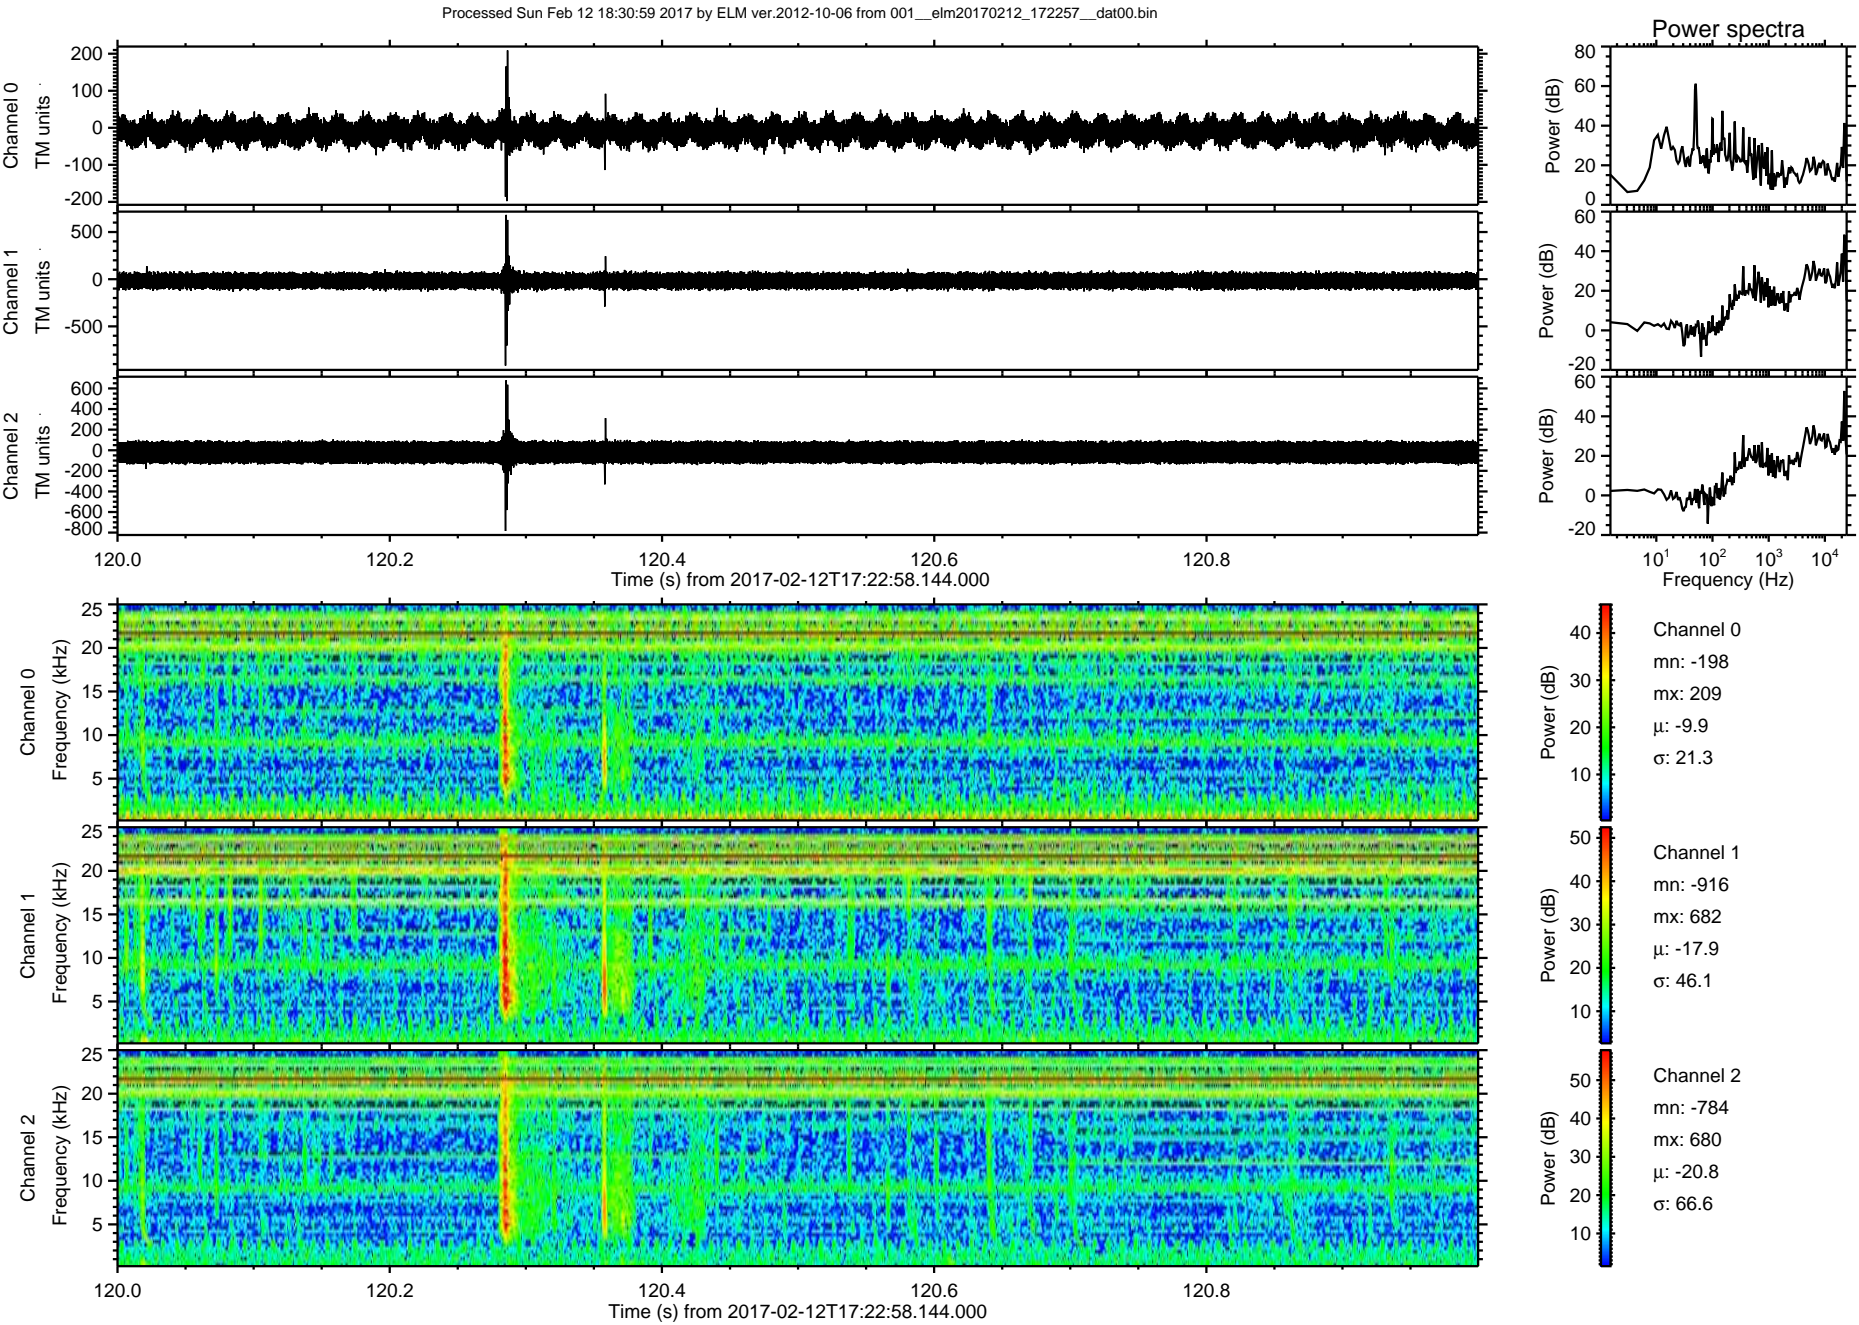 Processed Sun Feb 12 18:30:59 2017 by ELM ver.2012-10-06 from 001__elm20170212_172257__dat00.bin
Power spectra
Channel 0
TM units
200
100
0
-100
-200
Power (dB)
80
60
40
20
0
Channel 1
TM units
500
0
-500
Power (dB)
60
40
20
0
-20
Channel 2
TM units
600
400
200
0
-200
-400
-600
-800
Power (dB)
60
40
20
0
-20
120.0 120.2 120.4 120.6 120.8
Time (s) from 2017-02-12T17:22:58.144.000
10¹ 10² 10³ 10⁴
Frequency (Hz)
Channel 0
Frequency (kHz)
25
20
15
10
5
Power (dB)
40
30
20
10
Channel 0
mn: -198
mx: 209
µ: -9.9
σ: 21.3
Channel 1
Frequency (kHz)
25
20
15
10
5
Power (dB)
50
40
30
20
10
Channel 1
mn: -916
mx: 682
µ: -17.9
σ: 46.1
Channel 2
Frequency (kHz)
25
20
15
10
5
Power (dB)
50
40
30
20
10
Channel 2
mn: -784
mx: 680
µ: -20.8
σ: 66.6
120.0 120.2 120.4 120.6 120.8
Time (s) from 2017-02-12T17:22:58.144.000